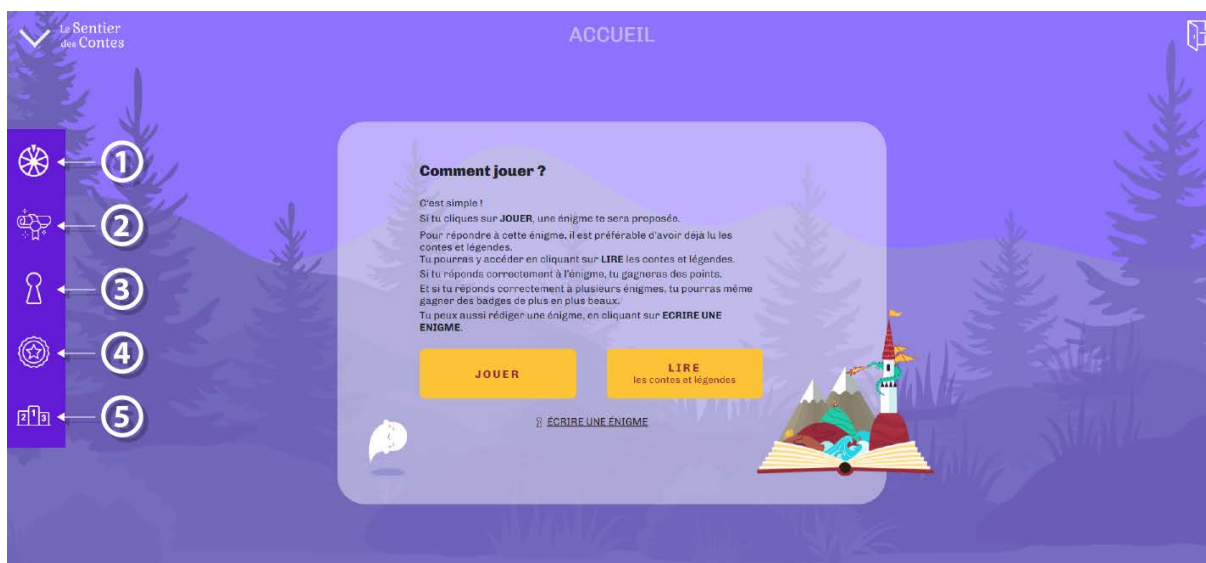 Le Sentier
des Contes
ACCUEIL
1
2
3
4
5
2 1 3
Comment jouer ?
C'est simple !
Si tu cliques sur JOUER, une énigme te sera proposée.
Pour répondre à cette énigme, il est préférable d'avoir déjà lu les
contes et légendes.
Tu pourras y accéder en cliquant sur LIRE les contes et légendes.
Si tu réponds correctement à l'énigme, tu gagneras des points.
Et si tu réponds correctement à plusieurs énigmes, tu pourras même
gagner des badges de plus en plus beaux.
Tu peux aussi rédiger une énigme, en cliquant sur ECRIRE UNE
ENIGME.
JOUER
LIRE
les contes et légendes
ÉCRIRE UNE ÉNIGME